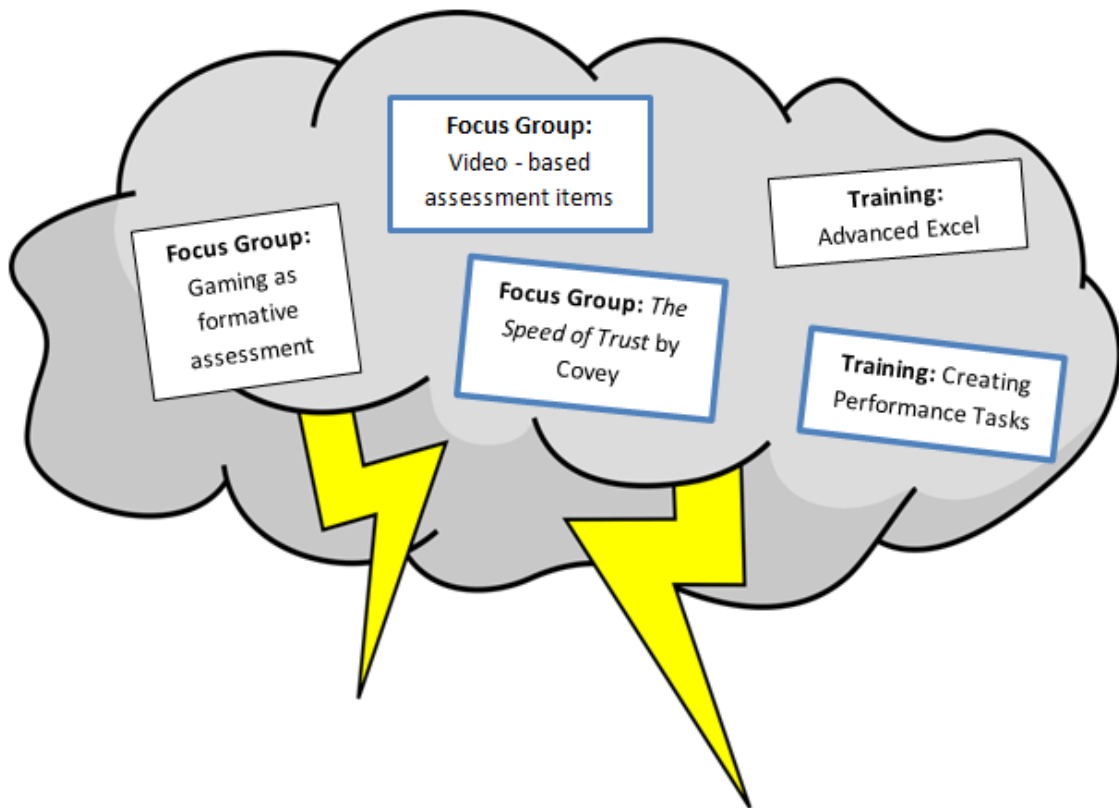 Focus Group:
Video - based
assessment items
Training:
Advanced Excel
Focus Group:
Gaming as
formative
assessment
Focus Group: The
Speed of Trust by
Covey
Training: Creating
Performance Tasks